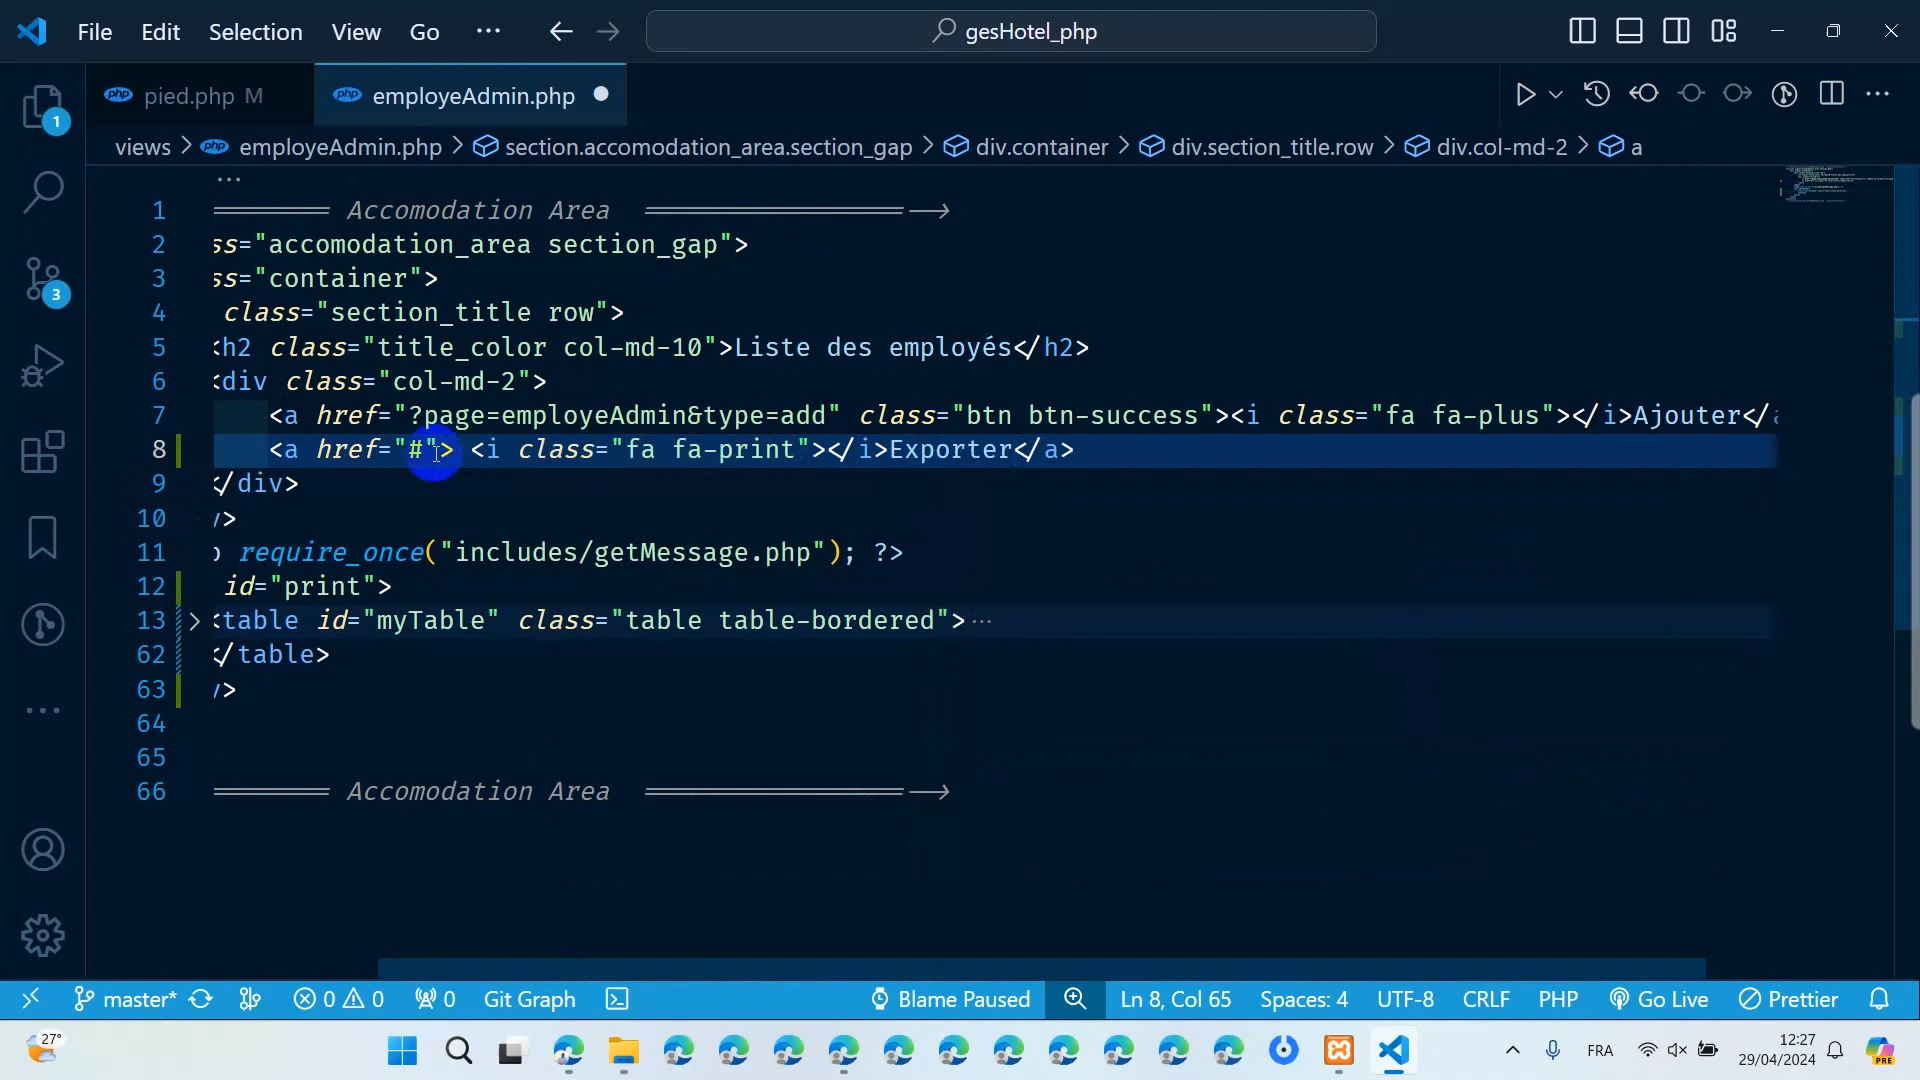 File Edit Selection View Go ··· gesHotel_php
pied.php M employeAdmin.php
views > employeAdmin.php > section.accomodation_area.section_gap > div.container > div.section_title.row > div.col-md-2 > a
···
1 ======== Accomodation Area ==================-->
2 ss="accomodation_area section_gap">
3 ss="container">
4 class="section_title row">
5 <h2 class="title_color col-md-10">Liste des employés</h2>
6 <div class="col-md-2">
7 <a href="?page=employeAdmin&type=add" class="btn btn-success"><i class="fa fa-plus"></i>Ajouter</a
8 <a href="#"> <i class="fa fa-print"></i>Exporter</a>
9 </div>
10 v>
11 p require_once("includes/getMessage.php"); ?>
12 id="print">
13 <table id="myTable" class="table table-bordered">···
62 </table>
63 v>
64
65
66 ======== Accomodation Area ==================-->
1
3
master* 0 0 0 Git Graph Blame Paused Ln 8, Col 65 Spaces: 4 UTF-8 CRLF PHP Go Live Prettier
27° FRA 12:27
29/04/2024
PRE